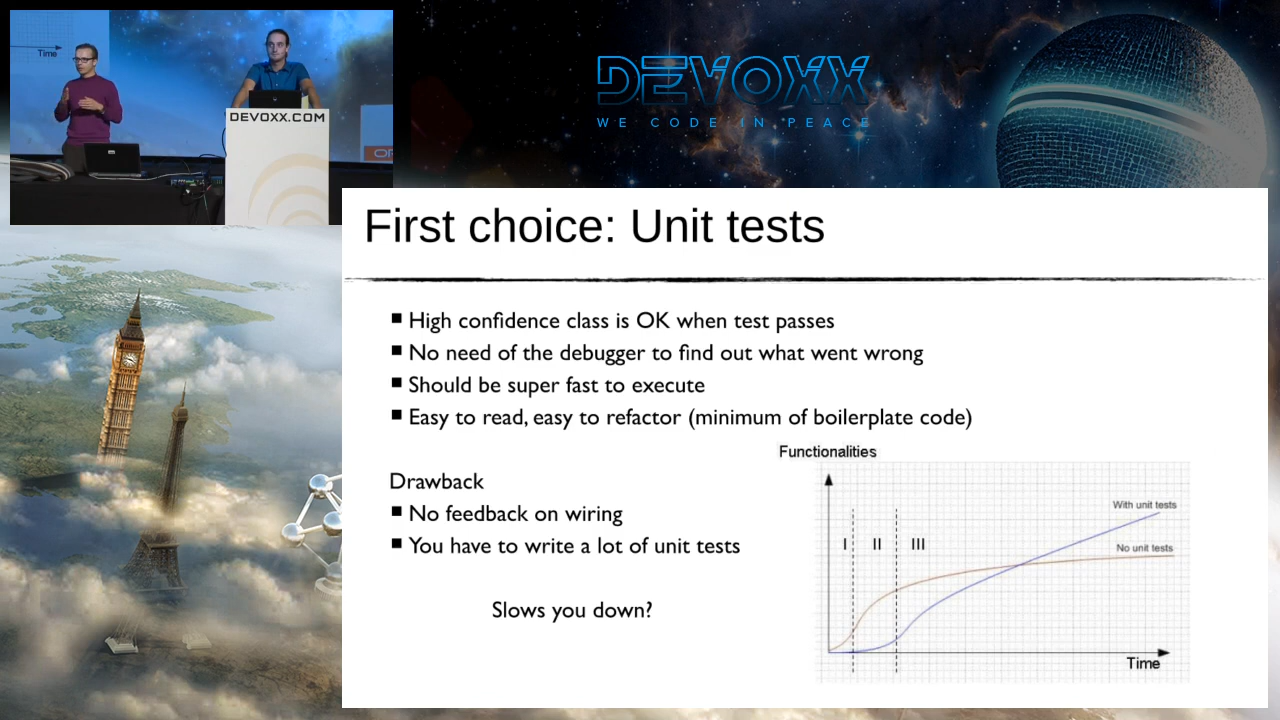 Time
DEVOXX.COM
DEVOXX
WE CODE IN PEACE
First choice: Unit tests
High confidence class is OK when test passes
No need of the debugger to find out what went wrong
Should be super fast to execute
Easy to read, easy to refactor (minimum of boilerplate code)
Drawback
No feedback on wiring
You have to write a lot of unit tests
Slows you down?
Functionalities
With unit tests
I II III
No unit tests
Time